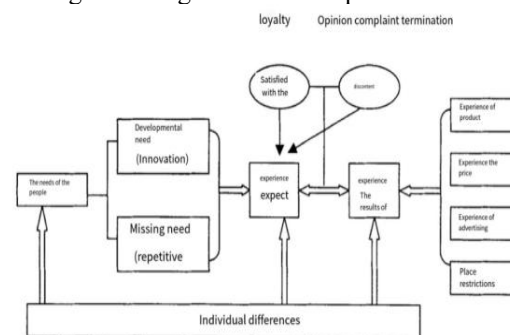 loyalty Opinion complaint termination
Satisfied
with the
discontent
Developmental
need
(Innovation)
The needs of the
people
Missing need
(repetitive
experience
expect
experience
The
results of
Experience of
product
Experience the
price
Experience of
advertising
Place
restrictions
Individual differences